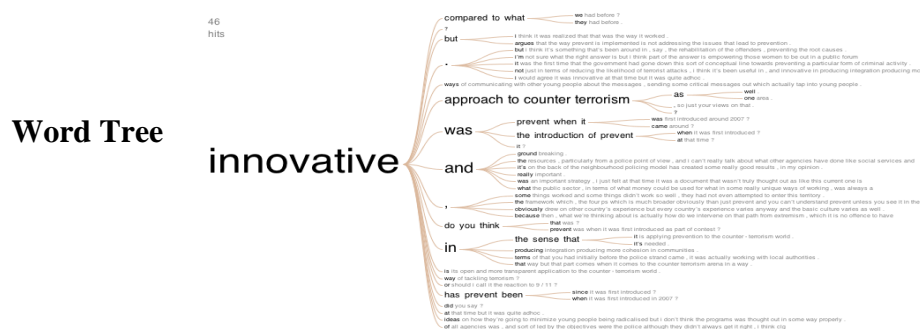 46
hits
Word Tree
innovative
compared to what
we had before ?
they had before .
?
but
i think it was realized that that was the way it worked .
argues that the way prevent is implemented is not addressing the issues that lead to prevention .
.
but i think it's something that's been around in , say , the rehabilitation of the offenders , preventing the root causes .
I'm not sure what the right answer is but i think part of the answer is empowering those women to be out in a public forum
it was the first time that the government had gone down this sort of conceptual line towards preventing a particular form of criminal activity .
not just in terms of reducing the likelihood of terrorist attacks , i think it's been useful in , and innovative in producing integration producing mo
i would agree it was innovative at that time but it was quite adhoc .
ways of communicating with other young people about the messages , sending some critical messages out which actually tap into young people .
approach to counter terrorism
as
well .
one area .
, so just your views on that .
?
was
prevent when it
was first introduced around 200? ?
came around ?
the introduction of prevent
when it was first introduced ?
at that time ?
it ?
and
ground breaking .
the resources , particularly from a police point of view , and i can't really talk about what other agencies have done like social services and
it's on the back of the neighbourhood policing model has created some really good results , in my opinion .
really important .
was an important strategy , i just felt at that time it was a document that wasn't truly thought out as like this current one is
what the public sector , in terms of what money could be used for what in some really unique ways of working . was always a
some things worked and some things didn't work so well , they had not even attempted to enter this territory .
,
the framework which , the four ps which is much broader obviously than just prevent and you can't understand prevent unless you see it in the
obviously drew on other country's experience but every country's experience varies anyway and the basic culture varies as well .
because then , what we're thinking about is actually how do we intervene on that path from extremism , which it is no offence to have
do you think
that was ?
prevent was when it was first introduced as part of contest ?
in
the sense that
it is applying prevention to the counter - terrorism world .
it's needed .
producing integration producing more cohesion in communities .
terms of that you had initially before the police strand came , it was actually working with local authorities .
that way but that part comes when it comes to the counter terrorism arena in a way .
is its open and more transparent application to the counter - terrorism world .
way of tackling terrorism ?
or should i call it the reaction to 9 / 11 ?
has prevent been
since it was first introduced ?
when it was first introduced in 2007 ?
did you say ?
at that time but it was quite adhoc .
ideas on how they're going to minimize young people being radicalised but i don't think the programs was thought out in some way properly .
of all agencies was , and sort of led by the objectives were the police although they didn't always get it right , i think